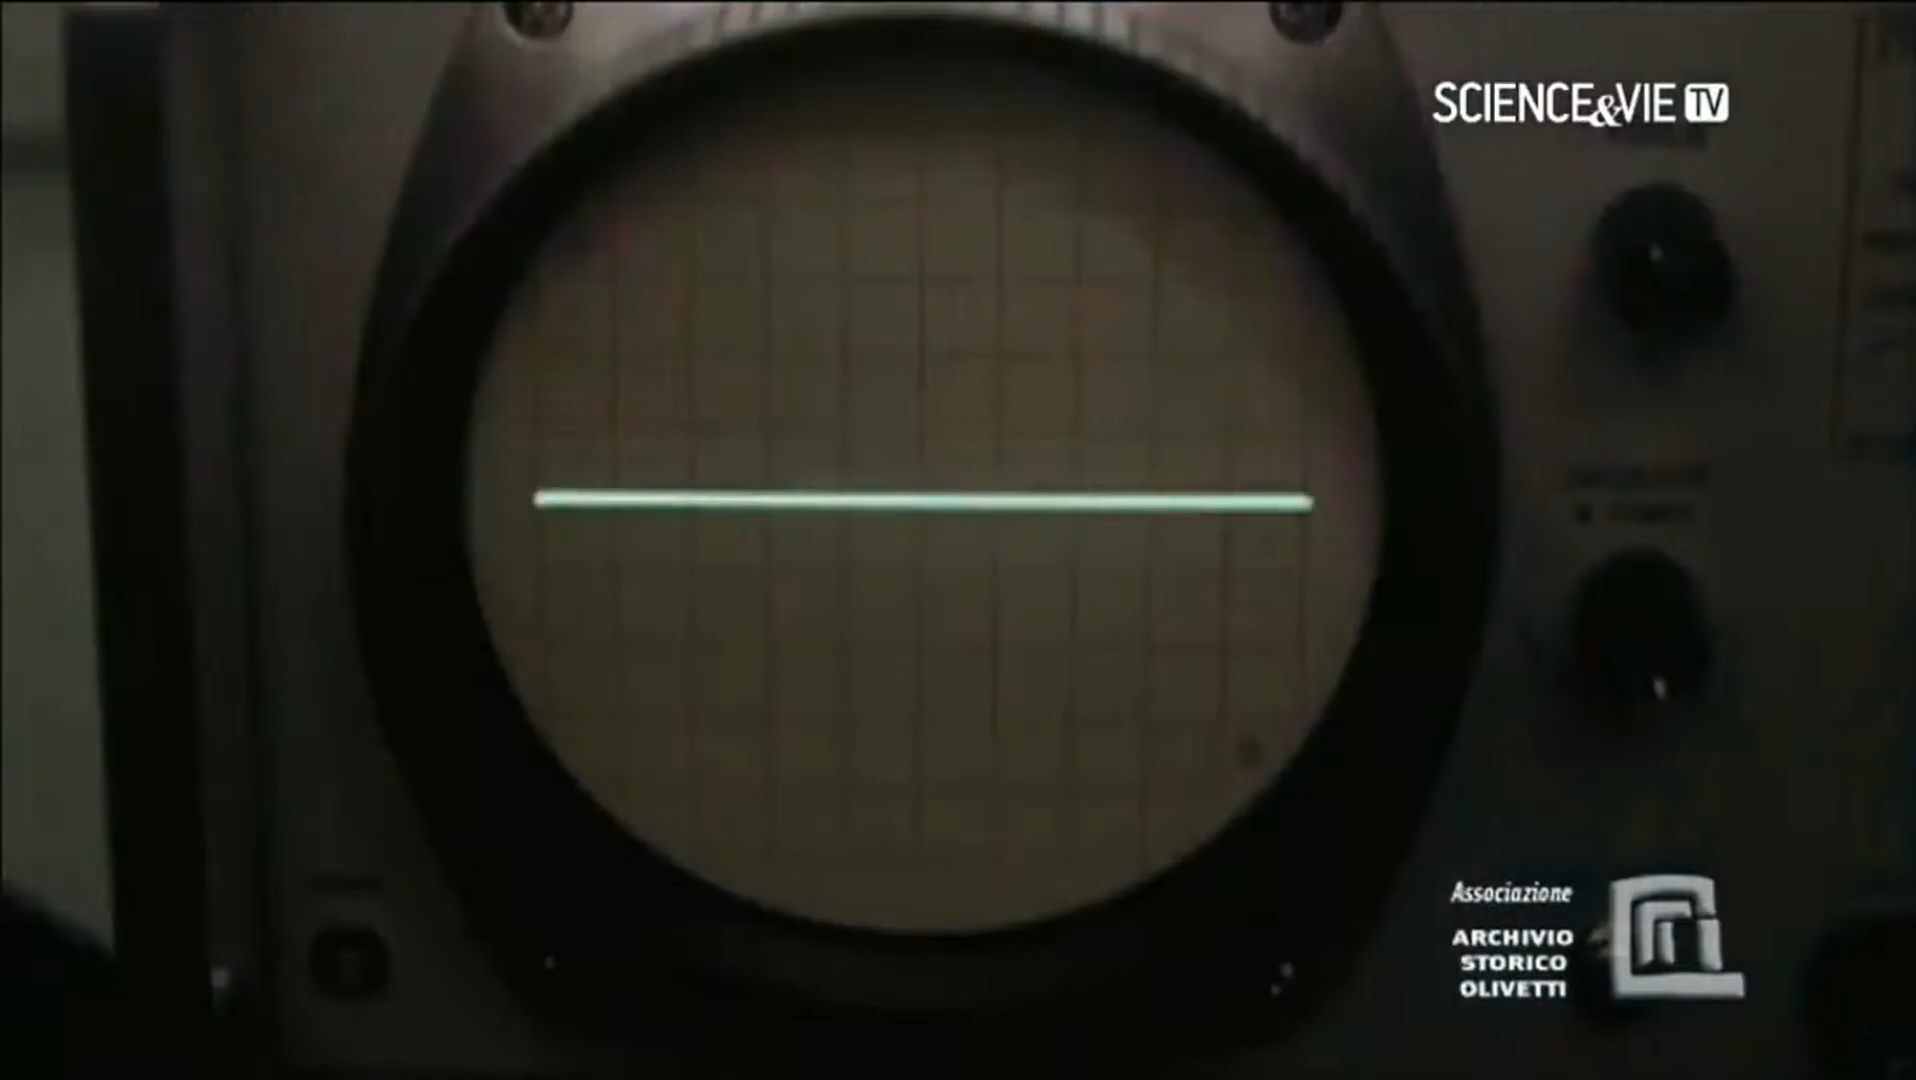 SCIENCE&VIE TV
Associazione
ARCHIVIO
STORICO
OLIVETTI